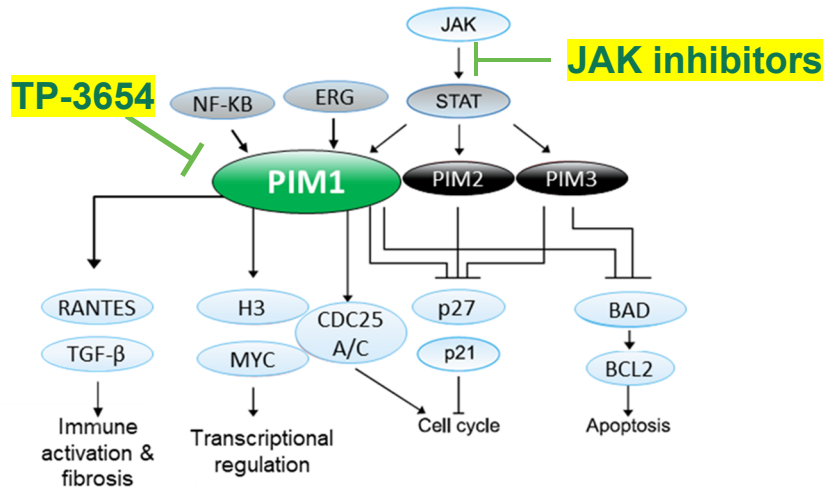 JAK
JAK inhibitors
TP-3654
NF-KB
ERG
STAT
PIM1
PIM2
PIM3
RANTES
H3
CDC25
A/C
p27
BAD
TGF-β
MYC
p21
BCL2
Immune
activation &
fibrosis
Transcriptional
regulation
Cell cycle
Apoptosis